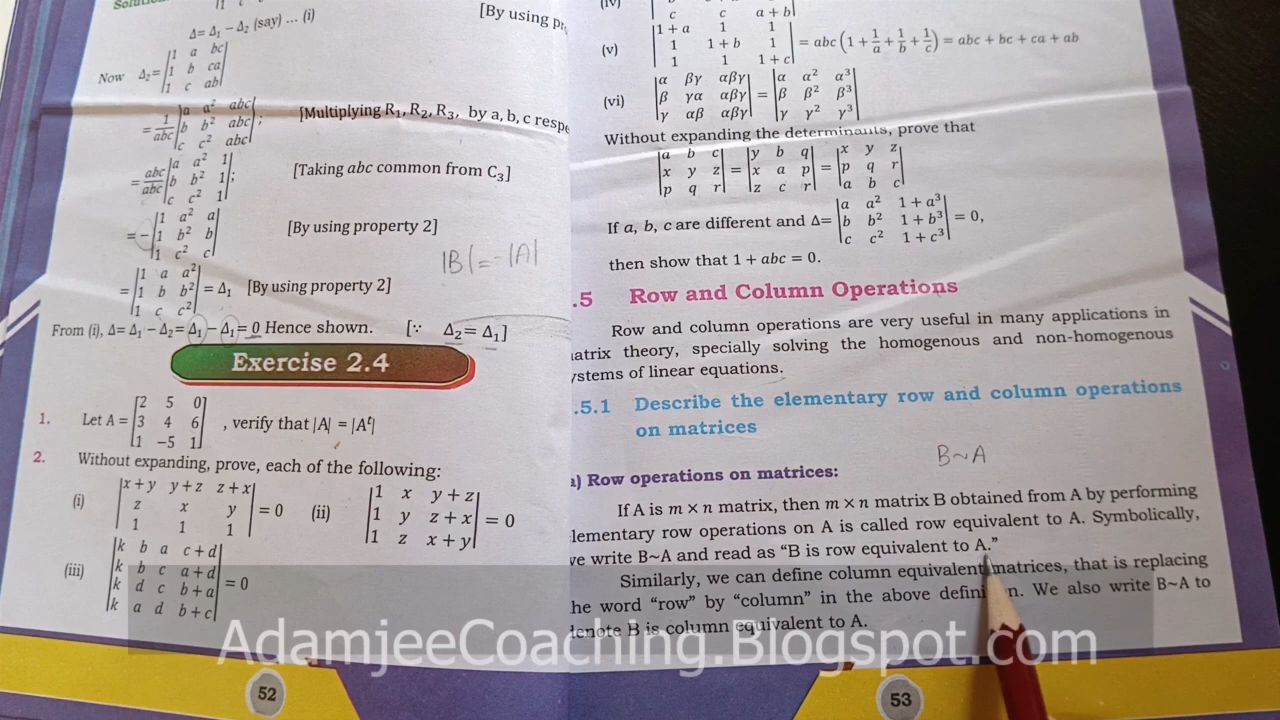 Solution
Δ= Δ₁ − Δ₂ (say) ... (i) [By using
Now Δ₂= |1 a bc|
|1 b ca|
|1 c ab|
= 1/abc |a a² abc|
|b b² abc| ; [Multiplying R₁, R₂, R₃, by a, b, c
|c c² abc|
= abc/abc |a a² 1|
|b b² 1| ; [Taking abc common from C₃]
|c c² 1|
= − |1 a² a|
|1 b² b| [By using property 2]
|1 c² c|
|B| = -|A|
= |1 a a²|
|1 b b²| = Δ₁ [By using property 2]
|1 c c²|
From (i), Δ= Δ₁ − Δ₂= Δ₁ − Δ₁= 0 Hence shown. [∵ Δ₂= Δ₁]
Exercise 2.4
1. Let A = [2 5 0]
[3 4 6] , verify that |A| = |Aᵗ|
[1 −5 1]
2. Without expanding, prove, each of the following:
(i) |x+y y+z z+x|
|z x y| = 0
|1 1 1|
(ii) |1 x y+z|
|1 y z+x| = 0
|1 z x+y|
(iii) |k b a c+d|
|k b c a+d|
|k d c b+a| = 0
|k a d b+c|
52
(iv)
|c c a+b|
(v) |1+a 1 1|
|1 1+b 1| = abc (1 + 1/a + 1/b + 1/c) = abc + bc + ca + ab
|1 1 1+c|
(vi) |α βγ αβγ| |α α² α³|
|β γα αβγ| = |β β² β³|
|γ αβ αβγ| |γ γ² γ³|
Without expanding the determinants, prove that
|a b c| |y b q| |x y z|
|x y z| = |x a p| = |p q r|
|p q r| |z c r| |a b c|
If a, b, c are different and Δ= |a a² 1+a³|
|b b² 1+b³| = 0,
|c c² 1+c³|
then show that 1 + abc = 0.
.5 Row and Column Operations
Row and column operations are very useful in many applications in
atrix theory, specially solving the homogenous and non-homogenous
ystems of linear equations.
.5.1 Describe the elementary row and column operations
on matrices
B~A
a) Row operations on matrices:
If A is m × n matrix, then m × n matrix B obtained from A by performing
lementary row operations on A is called row equivalent to A. Symbolically,
ve write B~A and read as “B is row equivalent to A.”
Similarly, we can define column equivalent matrices, that is replacing
he word “row” by “column” in the above defini n. We also write B~A to
denote B is column equivalent to A.
53
AdamjeeCoaching.Blogspot.com